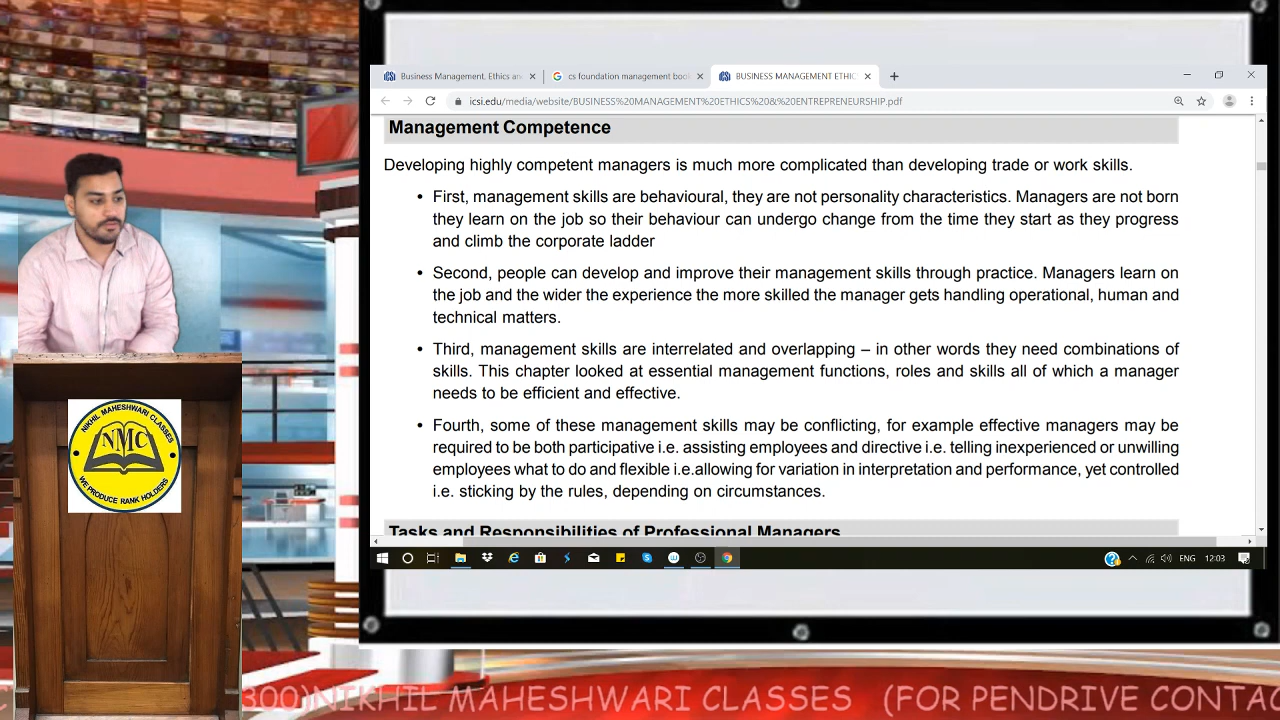 Business Management. Ethics an
cs foundation management boo
BUSINESS MANAGEMENT ETHIC
icsi.edu/media/website/BUSINESS%20MANAGEMENT%20ETHICS%20&%20ENTREPRENEURSHIP.pdf
Management Competence
Developing highly competent managers is much more complicated than developing trade or work skills.
• First, management skills are behavioural, they are not personality characteristics. Managers are not born
they learn on the job so their behaviour can undergo change from the time they start as they progress
and climb the corporate ladder
• Second, people can develop and improve their management skills through practice. Managers learn on
the job and the wider the experience the more skilled the manager gets handling operational, human and
technical matters.
• Third, management skills are interrelated and overlapping – in other words they need combinations of
skills. This chapter looked at essential management functions, roles and skills all of which a manager
needs to be efficient and effective.
• Fourth, some of these management skills may be conflicting, for example effective managers may be
required to be both participative i.e. assisting employees and directive i.e. telling inexperienced or unwilling
employees what to do and flexible i.e.allowing for variation in interpretation and performance, yet controlled
i.e. sticking by the rules, depending on circumstances.
Tasks and Responsibilities of Professional Managers
ENG 12:03
NIKHIL MAHESHWARI CLASSES
NMC
WE PRODUCE RANK HOLDERS
300)NIKHIL MAHESHWARI CLASSES (FOR PENDRIVE CONTAC